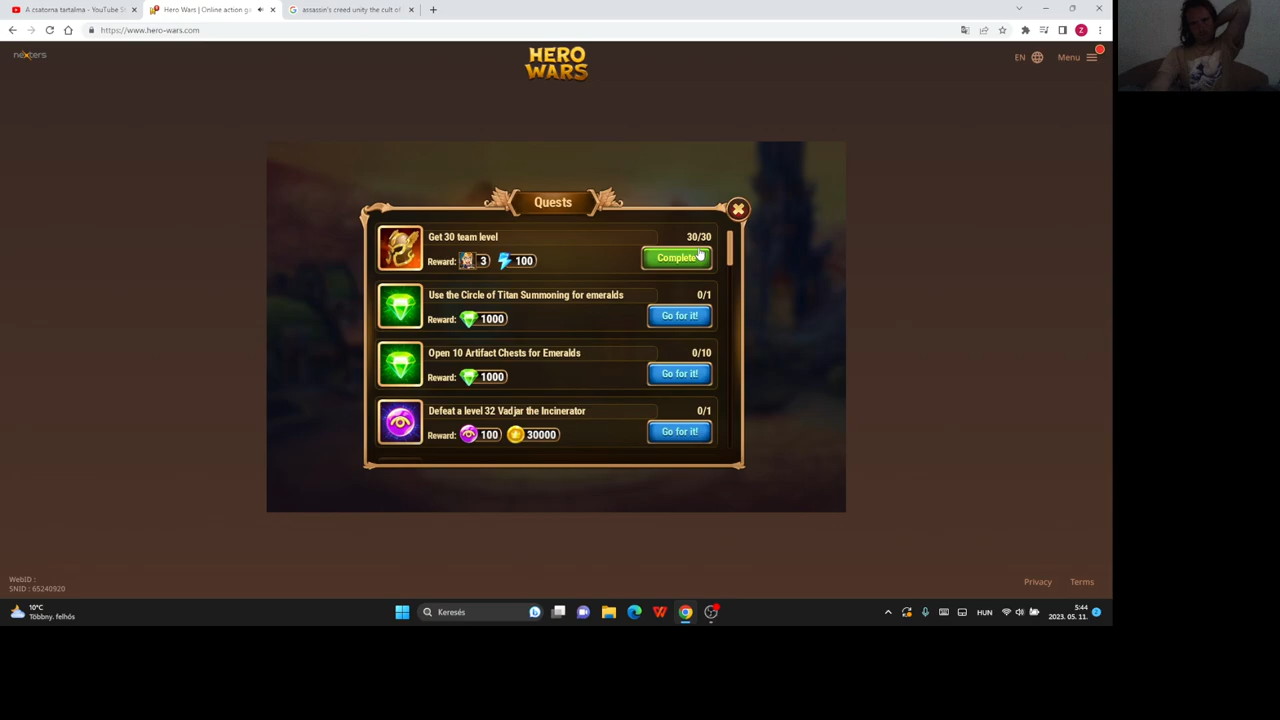 A csatorna tartalma - YouTube St
Hero Wars | Online action g
assassin's creed unity the cult of
https://www.hero-wars.com
nexters
HERO
WARS
EN
Menu
Quests
Get 30 team level
30/30
Reward: 3 100
Complete
Use the Circle of Titan Summoning for emeralds
0/1
Reward: 1000
Go for it!
Open 10 Artifact Chests for Emeralds
0/10
Reward: 1000
Go for it!
Defeat a level 32 Vadjar the Incinerator
0/1
Reward: 100 30000
Go for it!
WebID :
SNID : 65240920
Privacy
Terms
10°C
Többny. felhős
Keresés
HUN
5:44
2023. 05. 11.
2